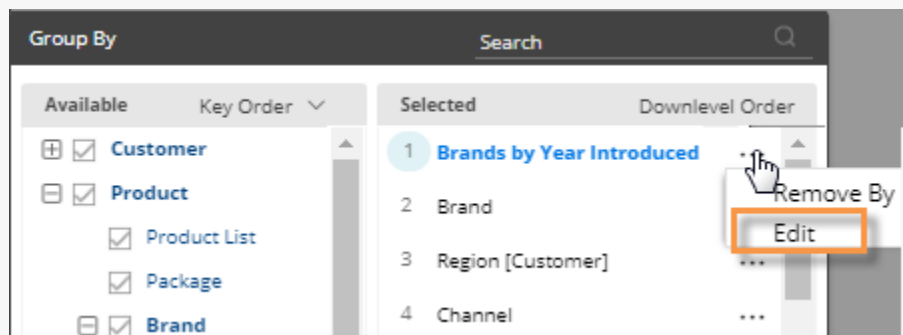 Group By
Search
Available
Key Order
Selected
Downlevel Order
Customer
1 Brands by Year Introduced
...
Remove By
Product
2 Brand
Edit
Product List
3 Region [Customer]
...
Package
4 Channel
...
Brand